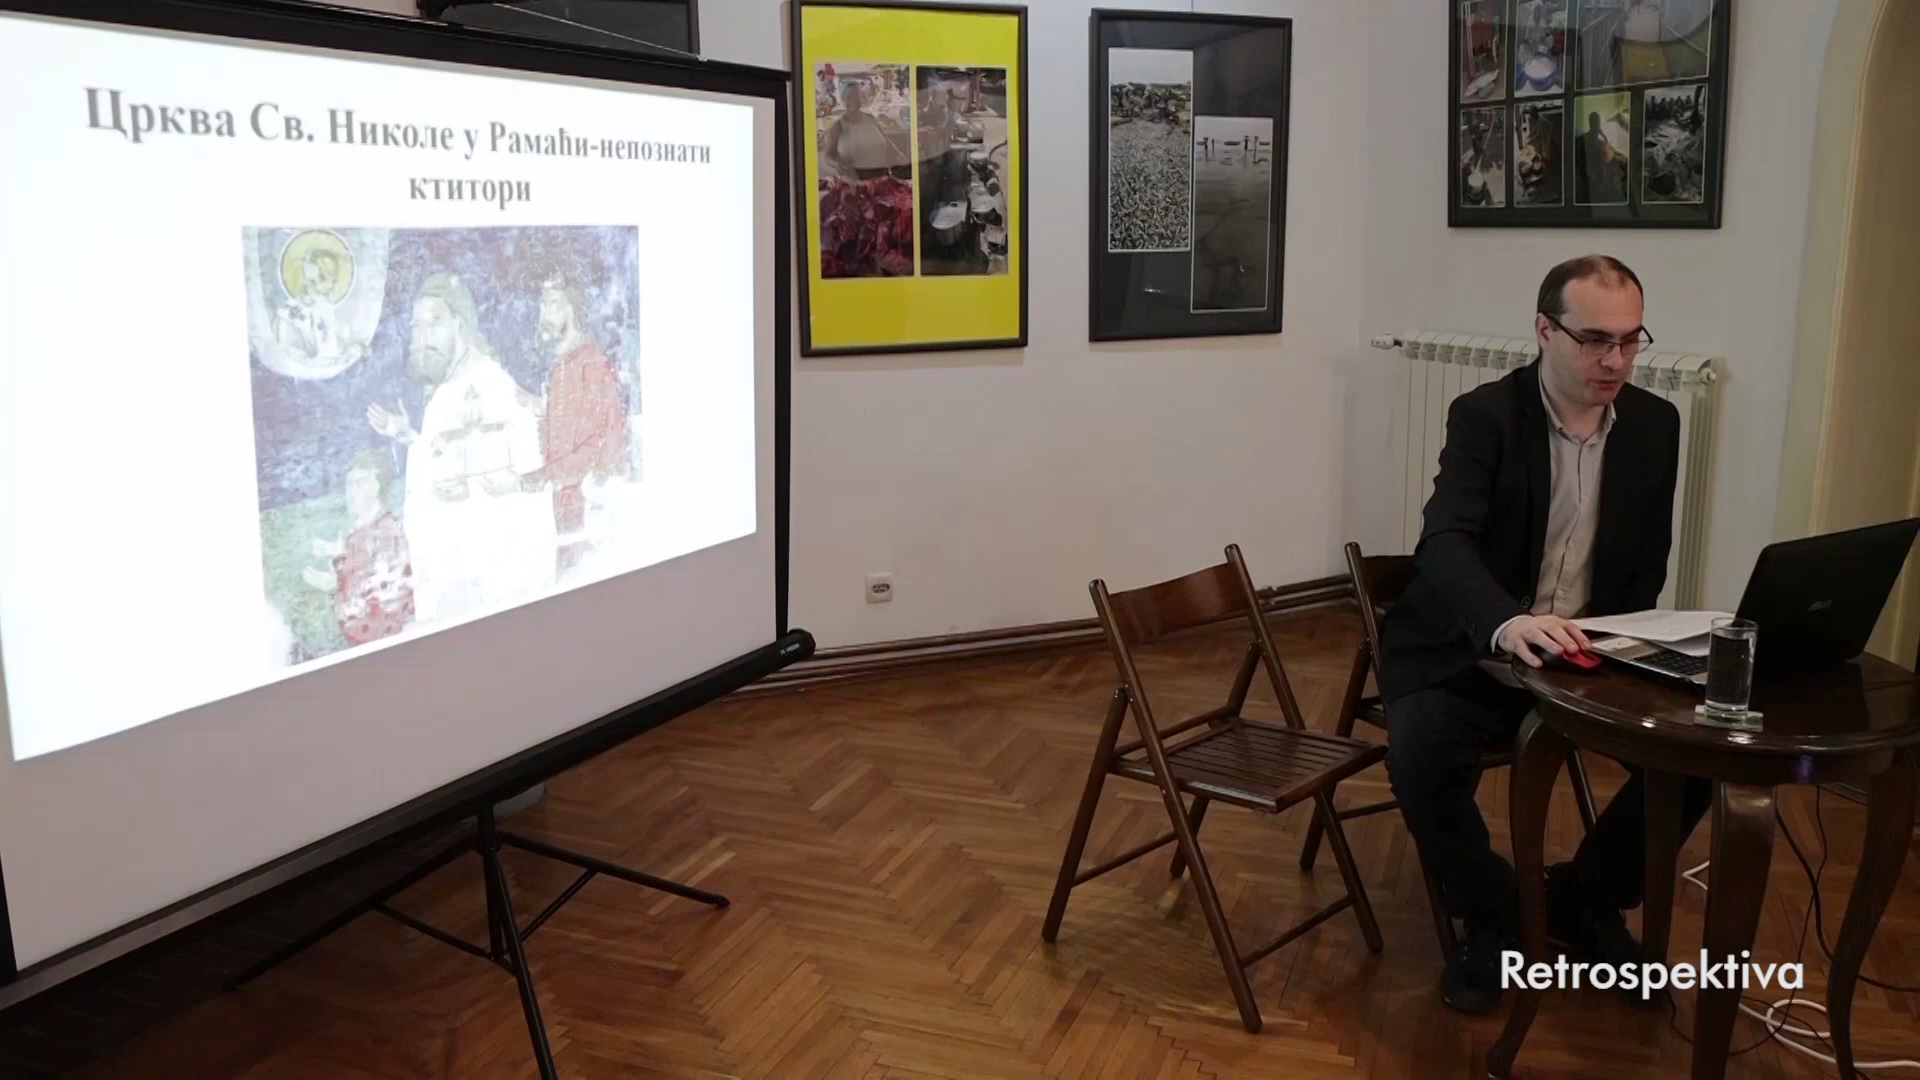 Црква Св. Николе у Рамаћи-непознати
ктитори
Retrospektiva